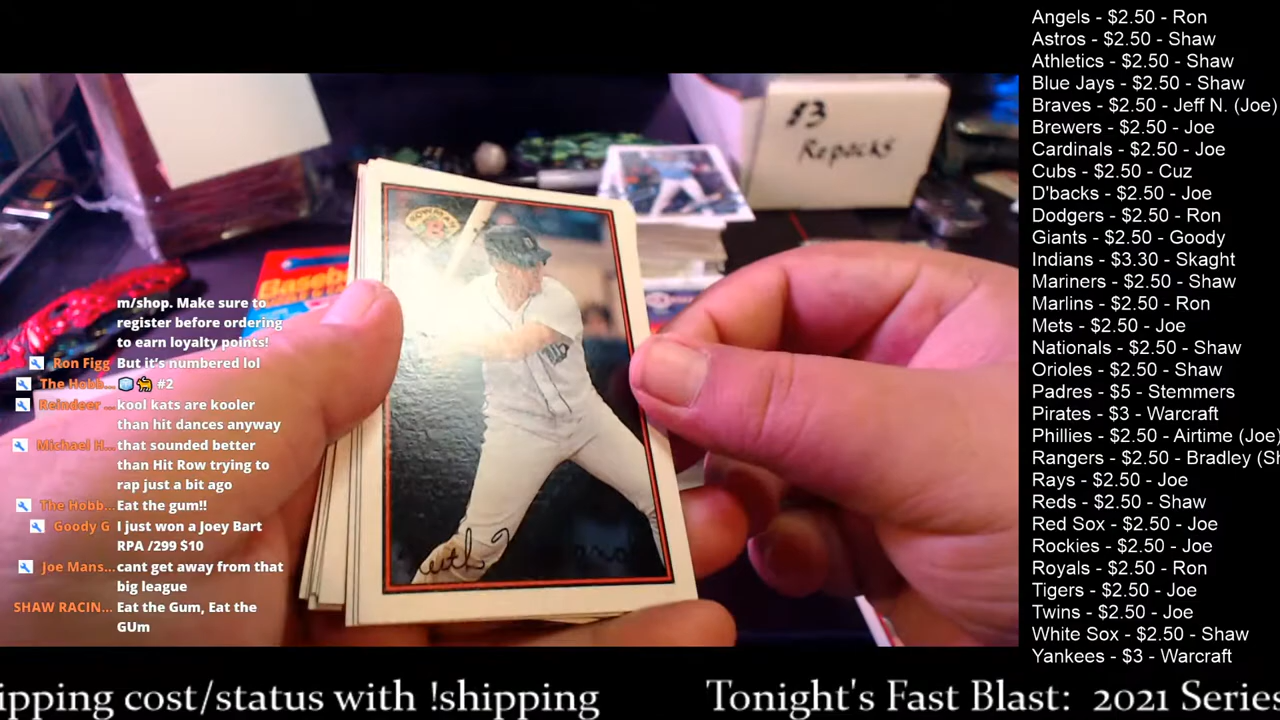 Angels - $2.50 - Ron
Astros - $2.50 - Shaw
Athletics - $2.50 - Shaw
Blue Jays - $2.50 - Shaw
Braves - $2.50 - Jeff N. (Joe)
Brewers - $2.50 - Joe
Cardinals - $2.50 - Joe
Cubs - $2.50 - Cuz
D'backs - $2.50 - Joe
Dodgers - $2.50 - Ron
Giants - $2.50 - Goody
Indians - $3.30 - Skaght
Mariners - $2.50 - Shaw
Marlins - $2.50 - Ron
Mets - $2.50 - Joe
Nationals - $2.50 - Shaw
Orioles - $2.50 - Shaw
Padres - $5 - Stemmers
Pirates - $3 - Warcraft
Phillies - $2.50 - Airtime (Joe)
Rangers - $2.50 - Bradley (Sh
Rays - $2.50 - Joe
Reds - $2.50 - Shaw
Red Sox - $2.50 - Joe
Rockies - $2.50 - Joe
Royals - $2.50 - Ron
Tigers - $2.50 - Joe
Twins - $2.50 - Joe
White Sox - $2.50 - Shaw
Yankees - $3 - Warcraft
#3
Repacks
BOWMAN
B
Baseba
m/shop. Make sure to
register before ordering
to earn loyalty points!
Ron Figg But it's numbered lol
The Hobb... #2
Reindeer ... kool kats are kooler
than hit dances anyway
Michael H... that sounded better
than Hit Row trying to
rap just a bit ago
The Hobb... Eat the gum!!
Goody G I just won a Joey Bart
RPA /299 $10
Joe Mans... cant get away from that
big league
SHAW RACIN... Eat the Gum, Eat the
GUm
ipping cost/status with !shipping
Tonight's Fast Blast: 2021 Series